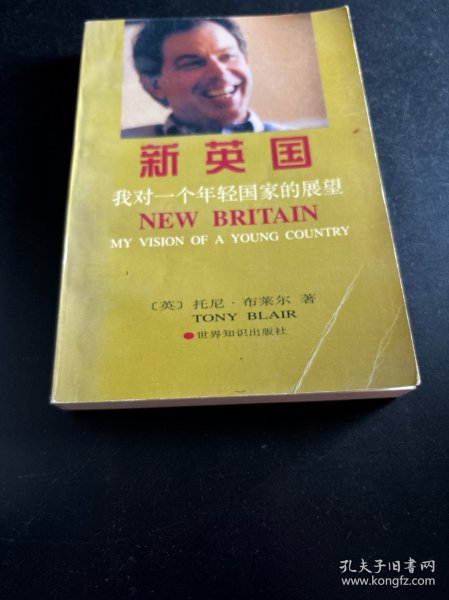 新英国
我对一个年轻国家的展望
NEW BRITAIN
MY VISION OF A YOUNG COUNTRY
〔英〕托尼·布莱尔 著
TONY BLAIR
世界知识出版社
孔夫子旧书网
www.kongfz.com